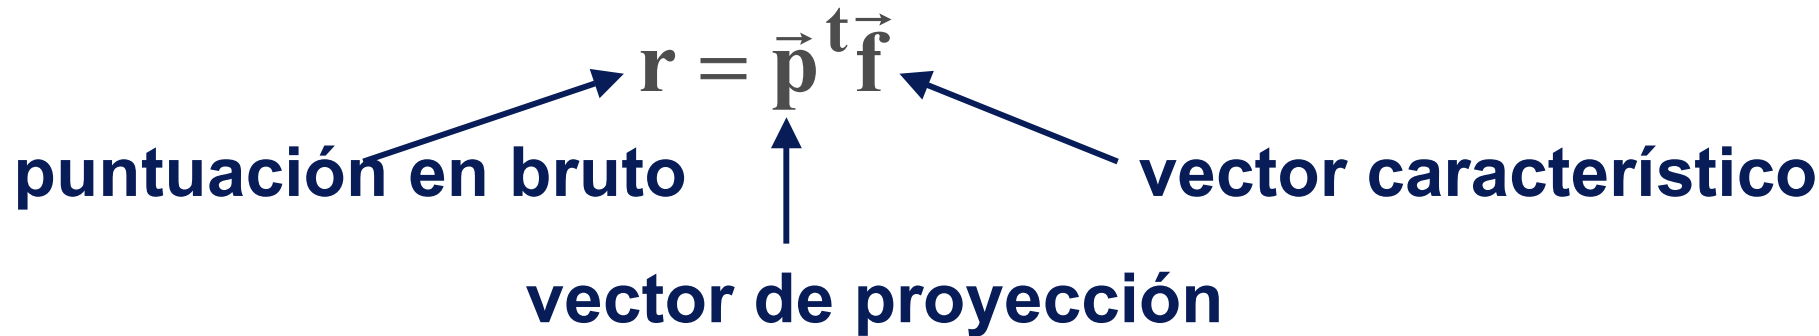 r = p⃗ᵗf⃗
puntuación en bruto
vector característico
vector de proyección